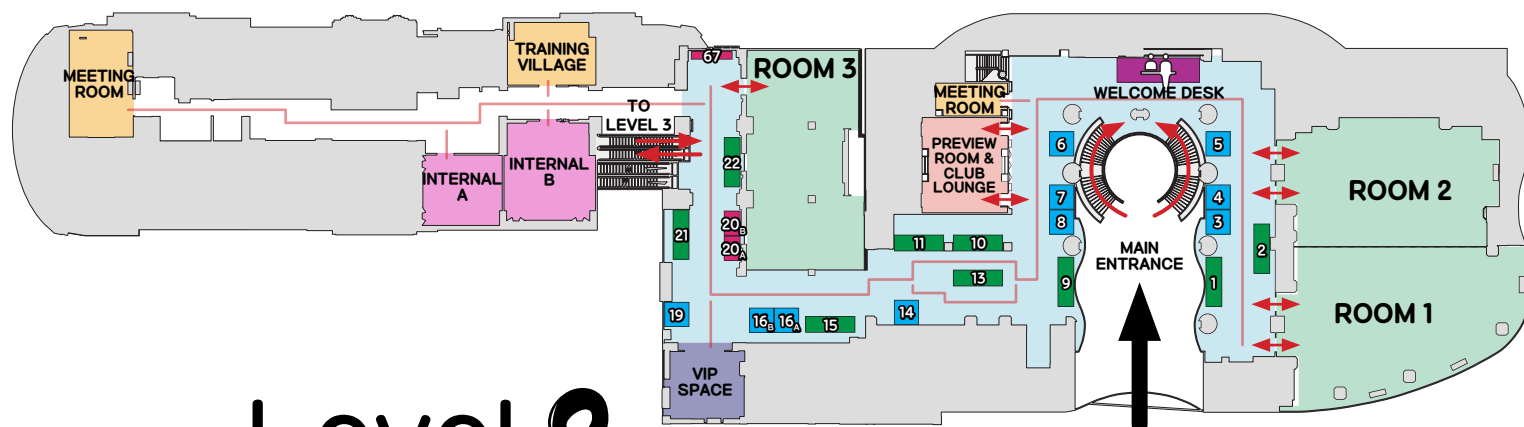 MEETING
ROOM
TRAINING
VILLAGE
67
ROOM 3
TO
LEVEL 3
INTERNAL
A
INTERNAL
B
22
20B
20A
21
19
16B
16A
15
14
VIP
SPACE
MEETING
ROOM
PREVIEW
ROOM &
CLUB
LOUNGE
11
10
13
9
WELCOME DESK
6
7
8
5
4
3
2
1
MAIN
ENTRANCE
ROOM 2
ROOM 1
Level 2